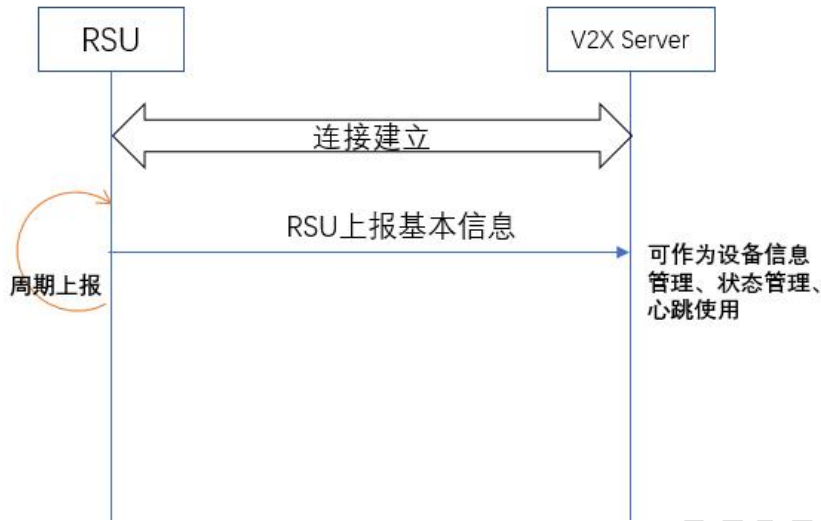 RSU
V2X Server
连接建立
RSU上报基本信息
周期上报
可作为设备信息
管理、状态管理、
心跳使用